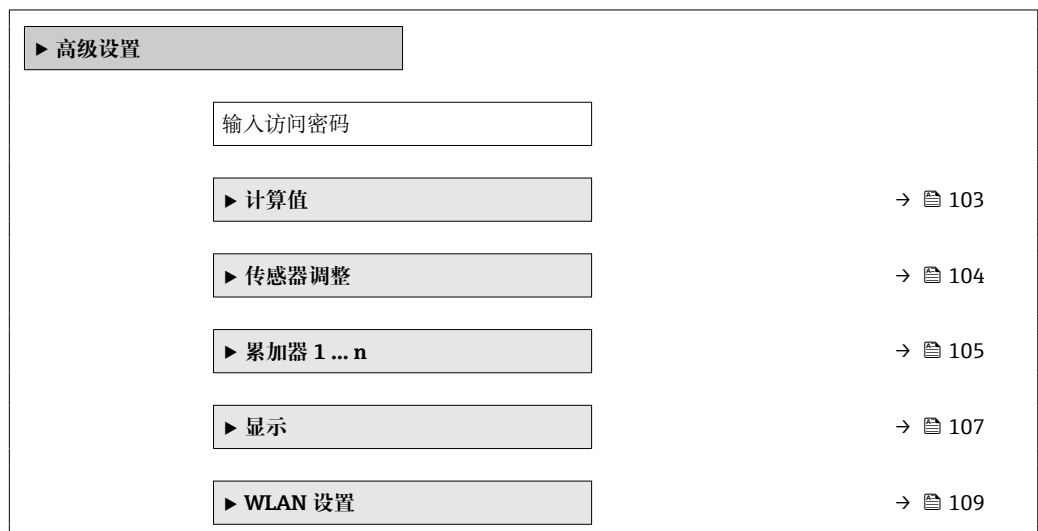 ▶ 高级设置
输入访问密码
▶ 计算值 → 103
▶ 传感器调整 → 104
▶ 累加器 1 … n → 105
▶ 显示 → 107
▶ WLAN 设置 → 109